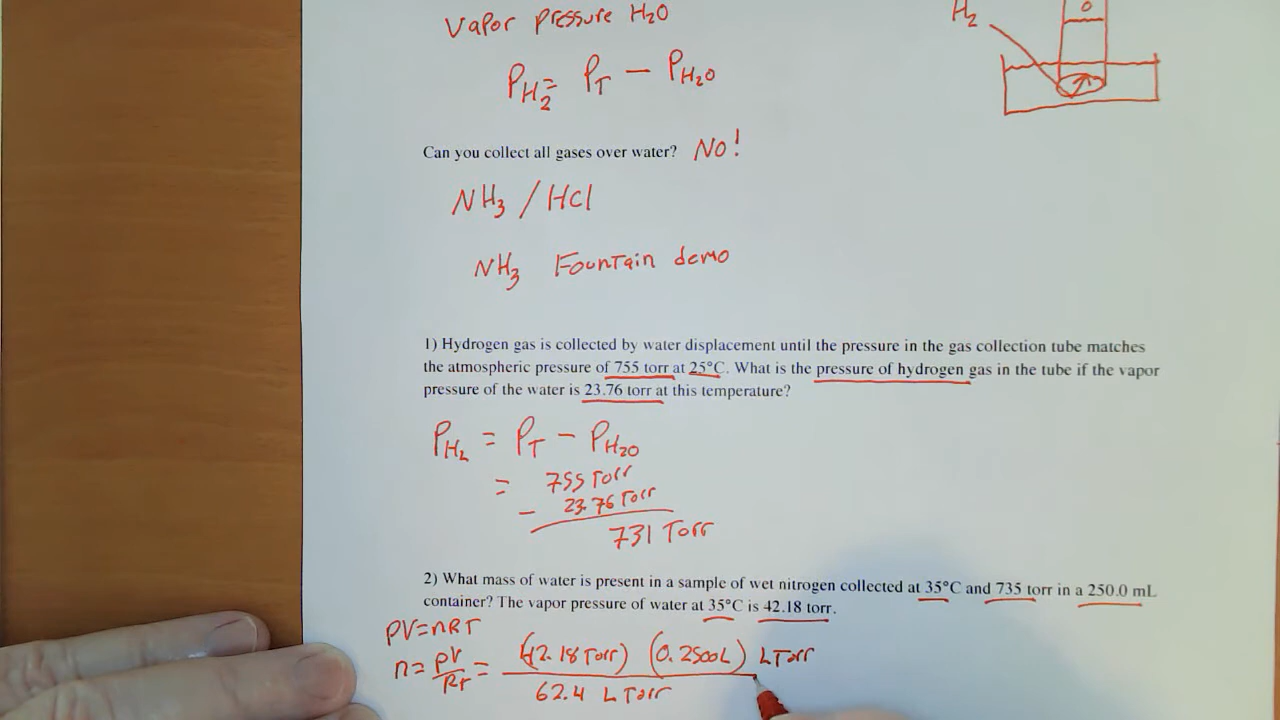 Vapor pressure H2O
H2
PH2 = PT - PH2O
Can you collect all gases over water? NO!
NH3 / HCl
NH3 Fountain demo
1) Hydrogen gas is collected by water displacement until the pressure in the gas collection tube matches
the atmospheric pressure of 755 torr at 25°C. What is the pressure of hydrogen gas in the tube if the vapor
pressure of the water is 23.76 torr at this temperature?
PH2 = PT - PH2O
= 755 Torr
- 23.76 Torr
731 Torr
2) What mass of water is present in a sample of wet nitrogen collected at 35°C and 735 torr in a 250.0 mL
container? The vapor pressure of water at 35°C is 42.18 torr.
PV=nRT
n = PV/RT = (42.18 Torr) (0.2500L) LTorr
62.4 L Torr